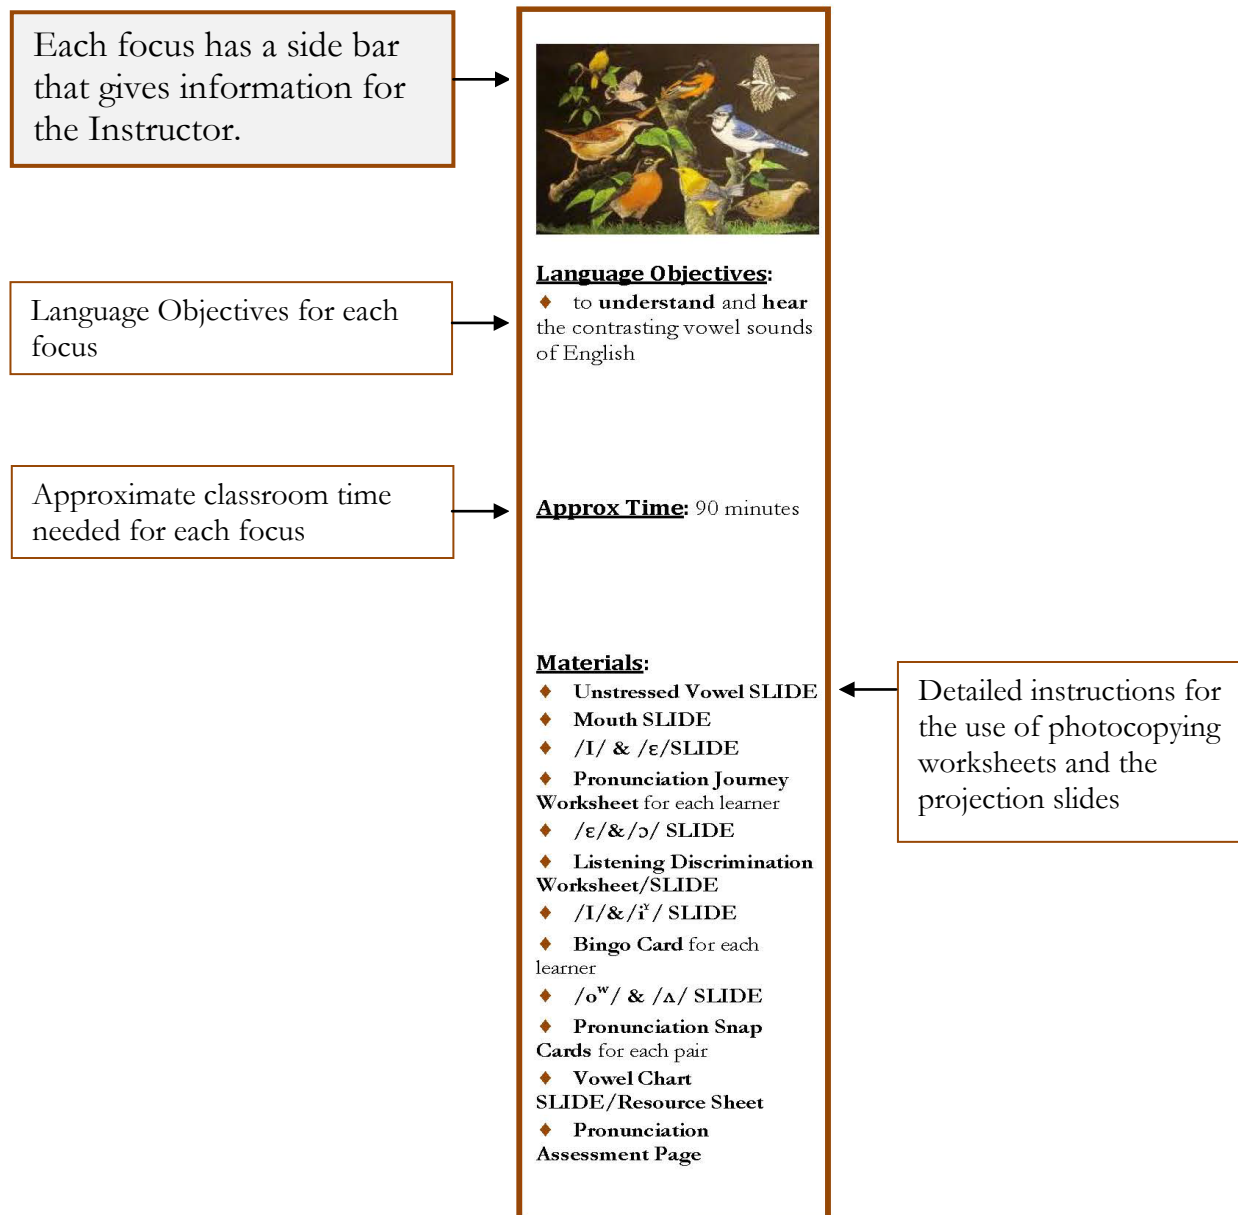 Each focus has a side bar
that gives information for
the Instructor.
Language Objectives for each
focus
Approximate classroom time
needed for each focus
Language Objectives:
♦ to understand and hear
the contrasting vowel sounds
of English
Approx Time: 90 minutes
Materials:
♦ Unstressed Vowel SLIDE
♦ Mouth SLIDE
♦ /I/ & /ɛ/SLIDE
♦ Pronunciation Journey
Worksheet for each learner
♦ /ɛ/&/ɔ/ SLIDE
♦ Listening Discrimination
Worksheet/SLIDE
♦ /I/&/iʸ/ SLIDE
♦ Bingo Card for each
learner
♦ /oʷ/ & /ʌ/ SLIDE
♦ Pronunciation Snap
Cards for each pair
♦ Vowel Chart
SLIDE/Resource Sheet
♦ Pronunciation
Assessment Page
Detailed instructions for
the use of photocopying
worksheets and the
projection slides